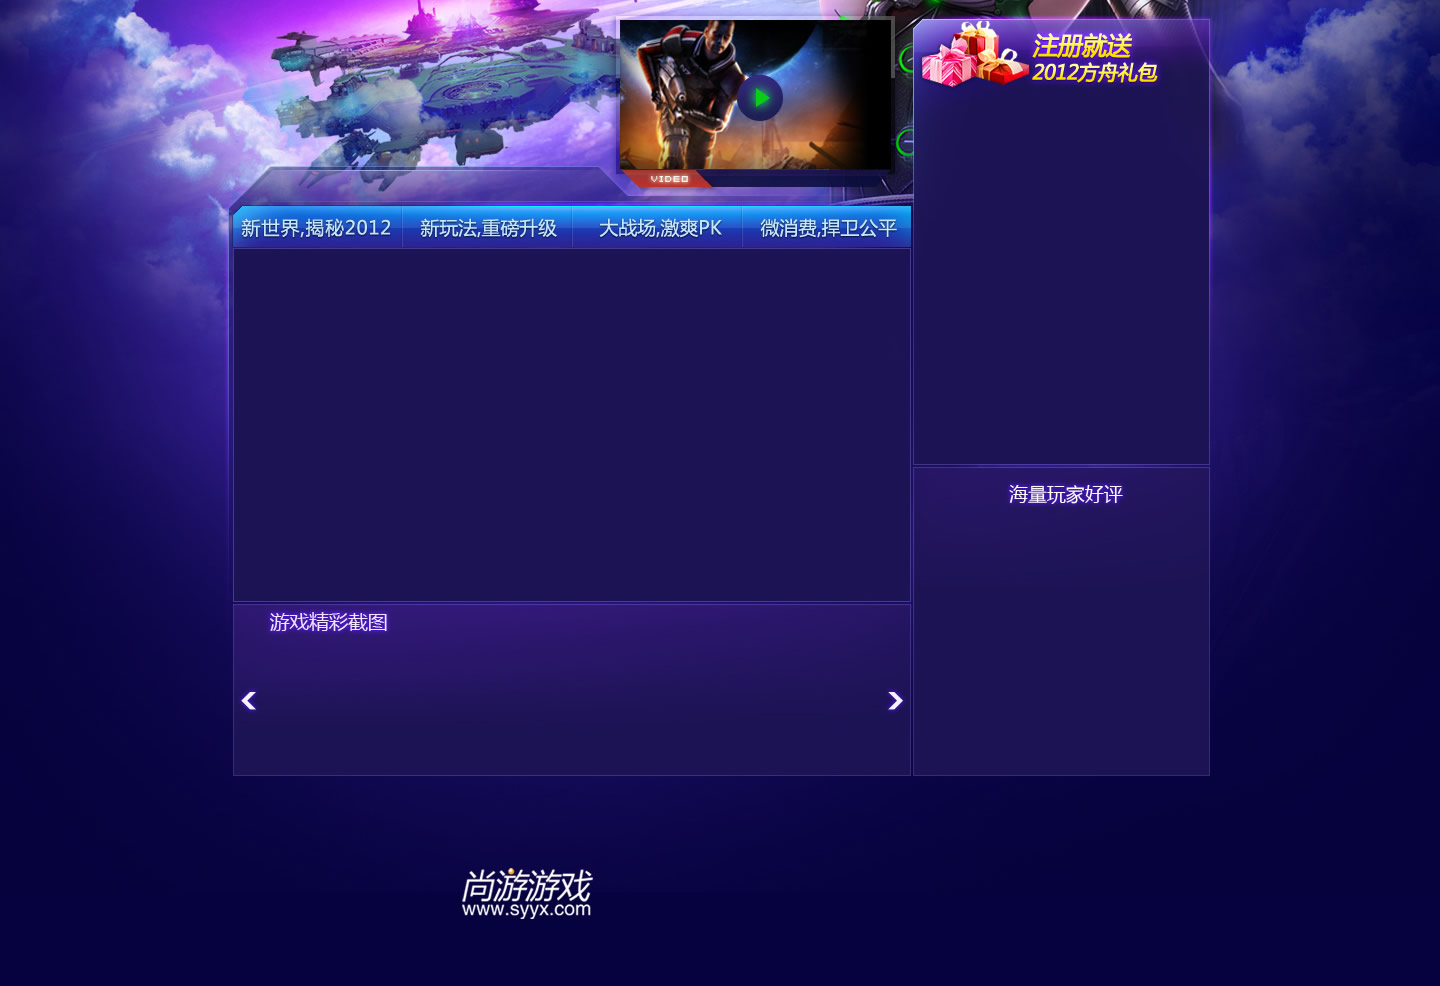 注册就送
2012方舟礼包
VIDEO
新世界,揭秘2012
新玩法,重磅升级
大战场,激爽PK
微消费,捍卫公平
海量玩家好评
游戏精彩截图
尚游游戏
www.syyx.com